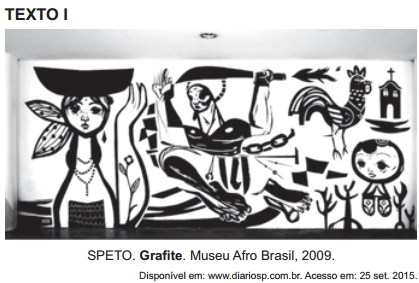 TEXTO I
SPETO. Grafite. Museu Afro Brasil, 2009.
Disponível em: www.diariosp.com.br. Acesso em: 25 set. 2015.